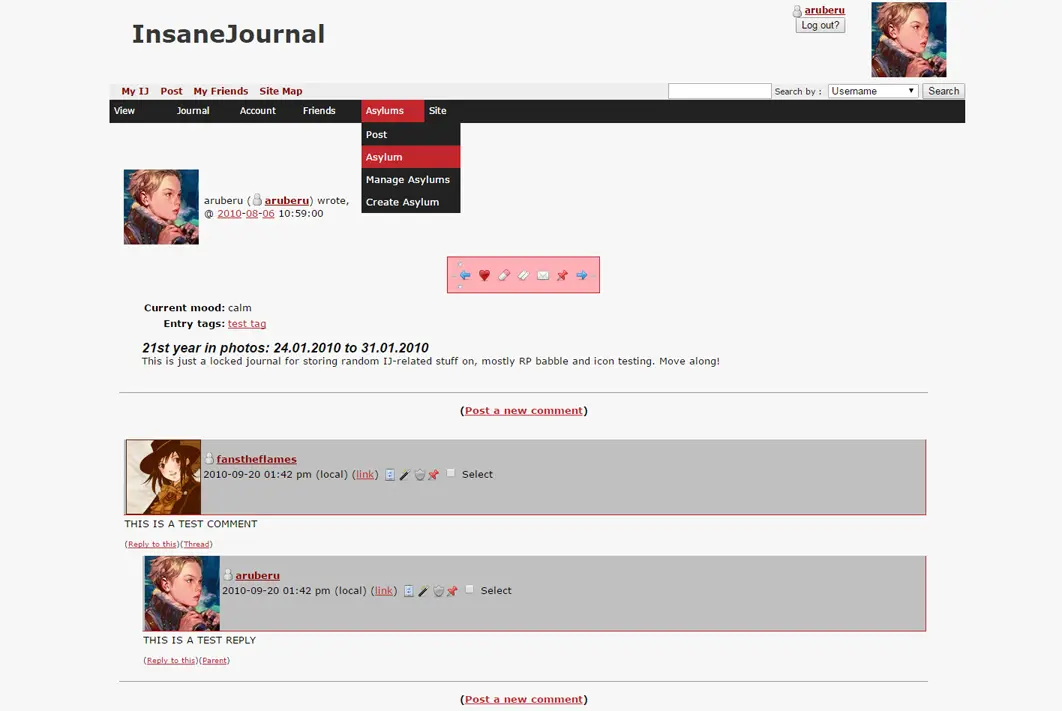 InsaneJournal
aruberu
Log out?
My IJ Post My Friends Site Map
Search by : Username Search
View Journal Account Friends Asylums Site
Post
Asylum
Manage Asylums
Create Asylum
aruberu (aruberu) wrote,
@ 2010-08-06 10:59:00
Current mood: calm
Entry tags: test tag
21st year in photos: 24.01.2010 to 31.01.2010
This is just a locked journal for storing random IJ-related stuff on, mostly RP babble and icon testing. Move along!
(Post a new comment)
fanstheflames
2010-09-20 01:42 pm (local) (link) Select
THIS IS A TEST COMMENT
(Reply to this)(Thread)
aruberu
2010-09-20 01:42 pm (local) (link) Select
THIS IS A TEST REPLY
(Reply to this)(Parent)
(Post a new comment)